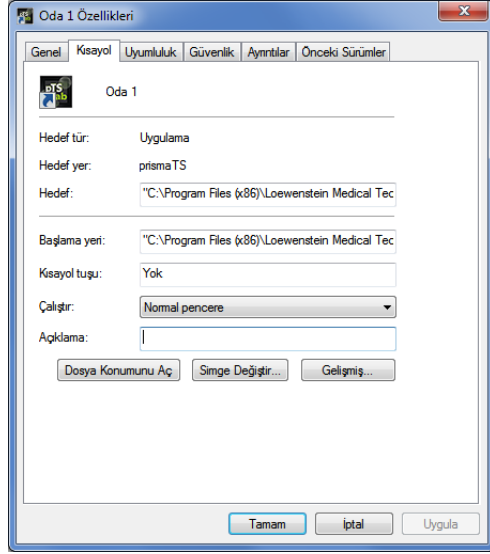 Oda 1 Özellikleri
Genel Kısayol Uyumluluk Güvenlik Ayrıntılar Önceki Sürümler
pTS
lab
Oda 1
Hedef tür: Uygulama
Hedef yer: prismaTS
Hedef: "C:\Program Files (x86)\Loewenstein Medical Tec
Başlama yeri: "C:\Program Files (x86)\Loewenstein Medical Tec
Kısayol tuşu: Yok
Çalıştır: Normal pencere
Açıklama:
Dosya Konumunu Aç Simge Değiştir... Gelişmiş...
Tamam İptal Uygula